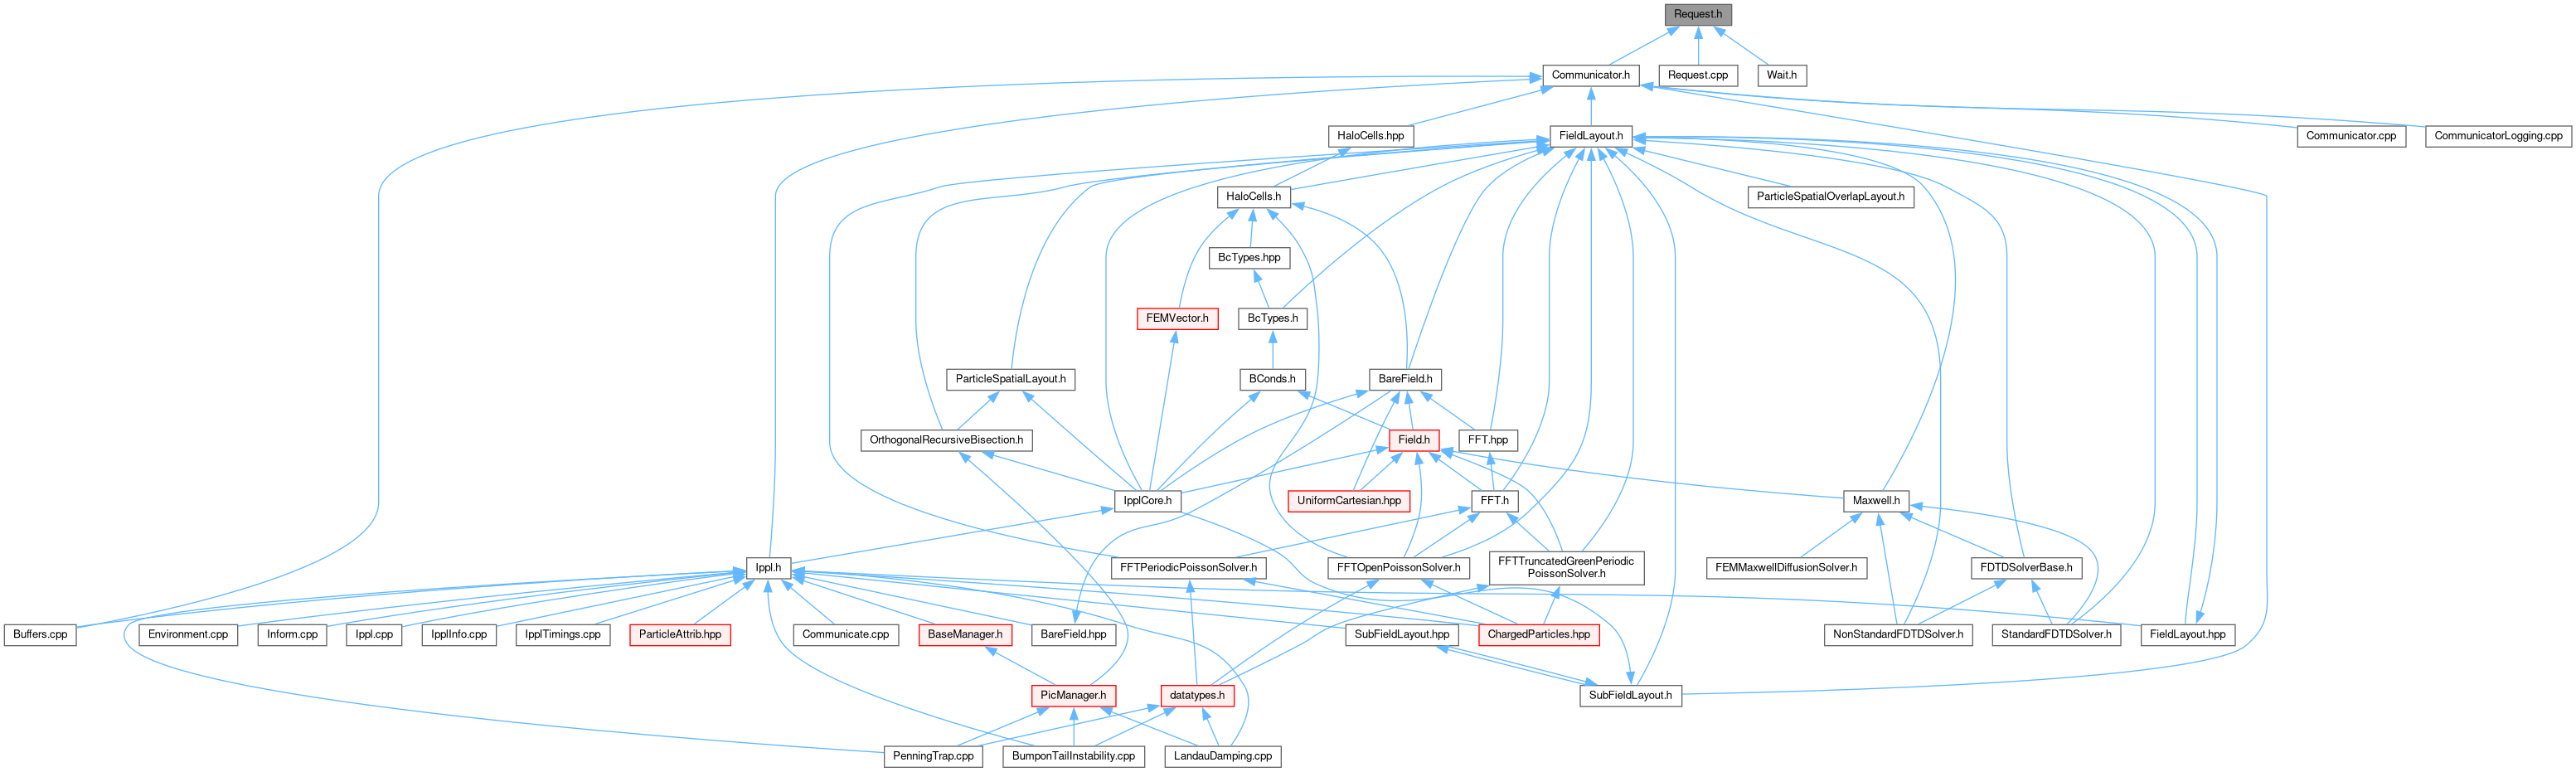 Request.h
Communicator.h
Request.cpp
Wait.h
HaloCells.hpp
FieldLayout.h
Communicator.cpp
CommunicatorLogging.cpp
HaloCells.h
ParticleSpatialOverlapLayout.h
BcTypes.hpp
FEMVector.h
BcTypes.h
ParticleSpatialLayout.h
BConds.h
BareField.h
OrthogonalRecursiveBisection.h
Field.h
FFT.hpp
IpplCore.h
UniformCartesian.hpp
FFT.h
Maxwell.h
Ippl.h
FFTPeriodicPoissonSolver.h
FFTOpenPoissonSolver.h
FFTTruncatedGreenPeriodic
PoissonSolver.h
FEMMaxwellDiffusionSolver.h
FDTDSolverBase.h
Buffers.cpp
Environment.cpp
Inform.cpp
Ippl.cpp
IpplInfo.cpp
IpplTimings.cpp
ParticleAttrib.hpp
Communicate.cpp
BaseManager.h
BareField.hpp
SubFieldLayout.hpp
ChargedParticles.hpp
NonStandardFDTDSolver.h
StandardFDTDSolver.h
FieldLayout.hpp
PicManager.h
datatypes.h
SubFieldLayout.h
PenningTrap.cpp
BumponTailInstability.cpp
LandauDamping.cpp